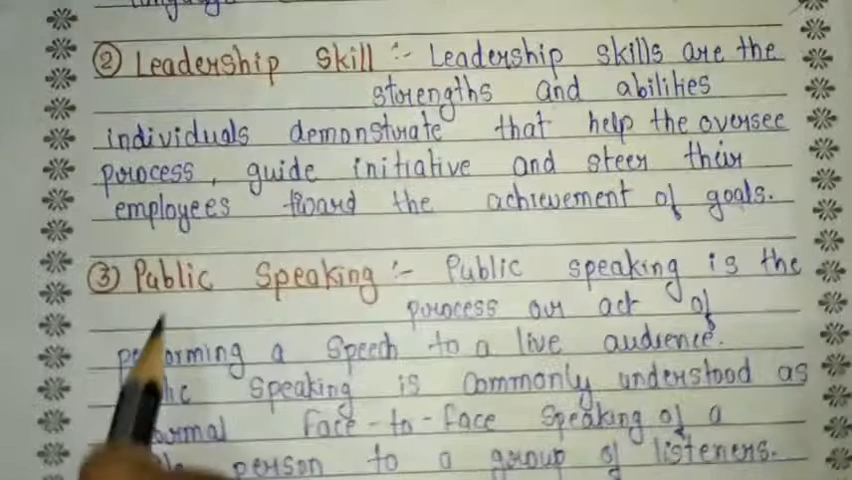 ② Leadership Skill :- Leadership skills are the
strengths and abilities
individuals demonstrate that help the oversee
process, guide initiative and steer their
employees toward the achievement of goals.
③ Public Speaking :- Public speaking is the
process or act of
performing a speech to a live audience.
speaking is commonly understood as
face-to-face speaking of a
person to a group of listeners.